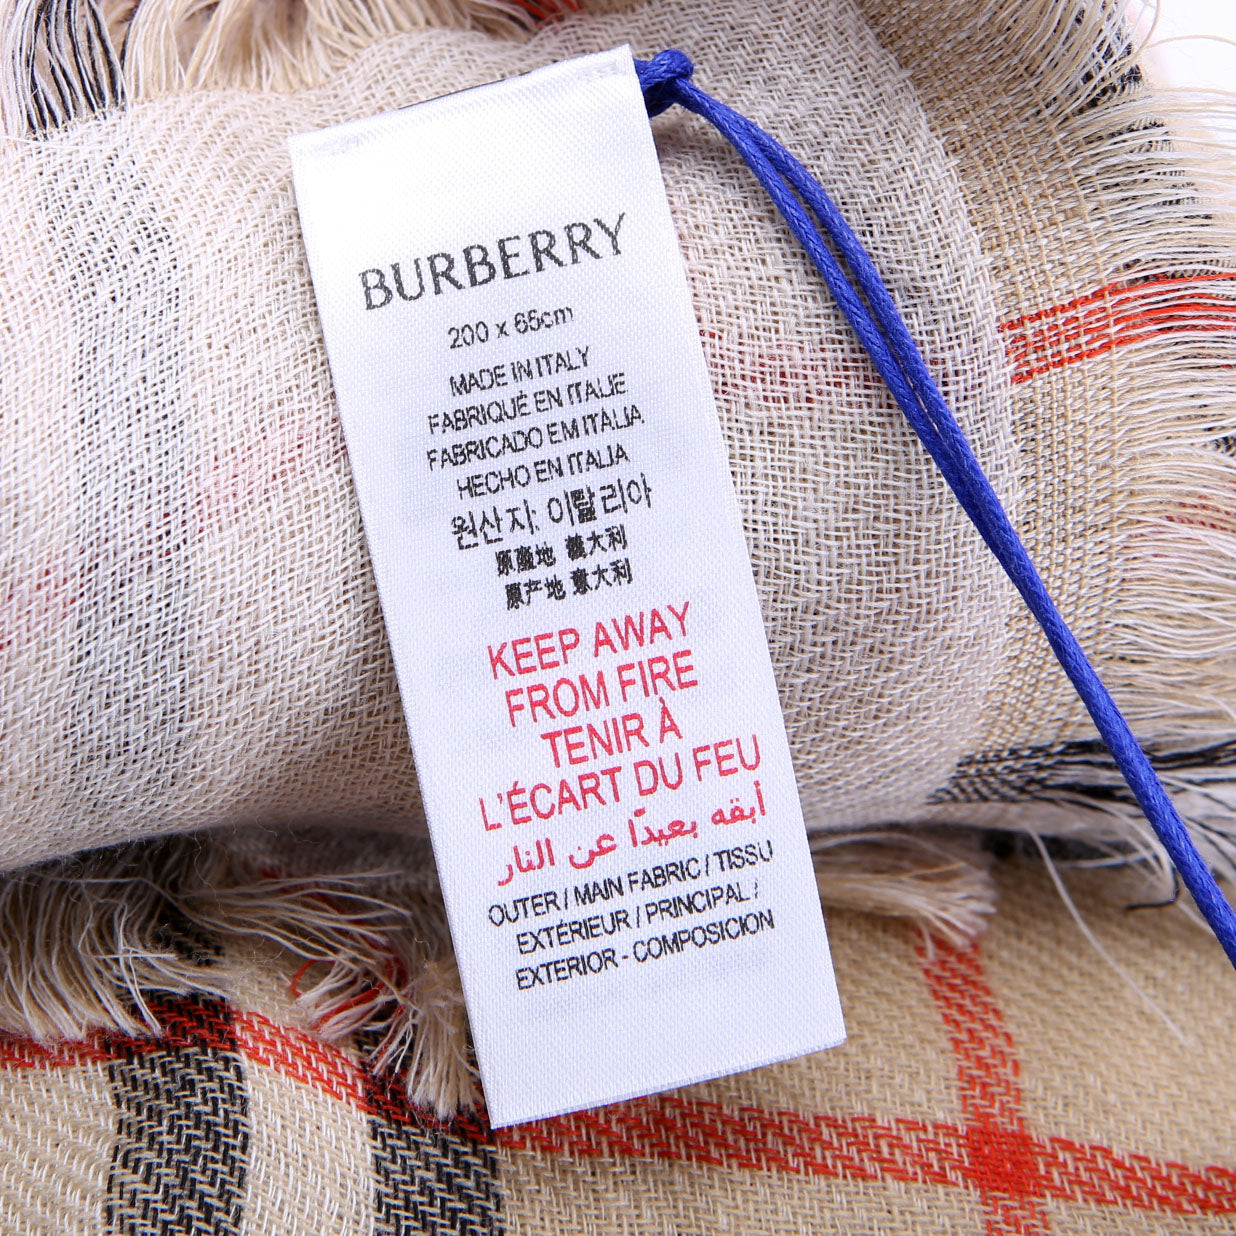 BURBERRY
200 x 65cm
MADE IN ITALY
FABRIQUÉ EN ITALIE
FABRICADO EM ITALIA
HECHO EN ITALIA
원산지: 이탈리아
原產地 義大利
原产地 意大利
KEEP AWAY
FROM FIRE
TENIR À
L'ÉCART DU FEU
أبقه بعيدًا عن النار
OUTER / MAIN FABRIC / TISSU
EXTÉRIEUR / PRINCIPAL /
EXTERIOR - COMPOSICION